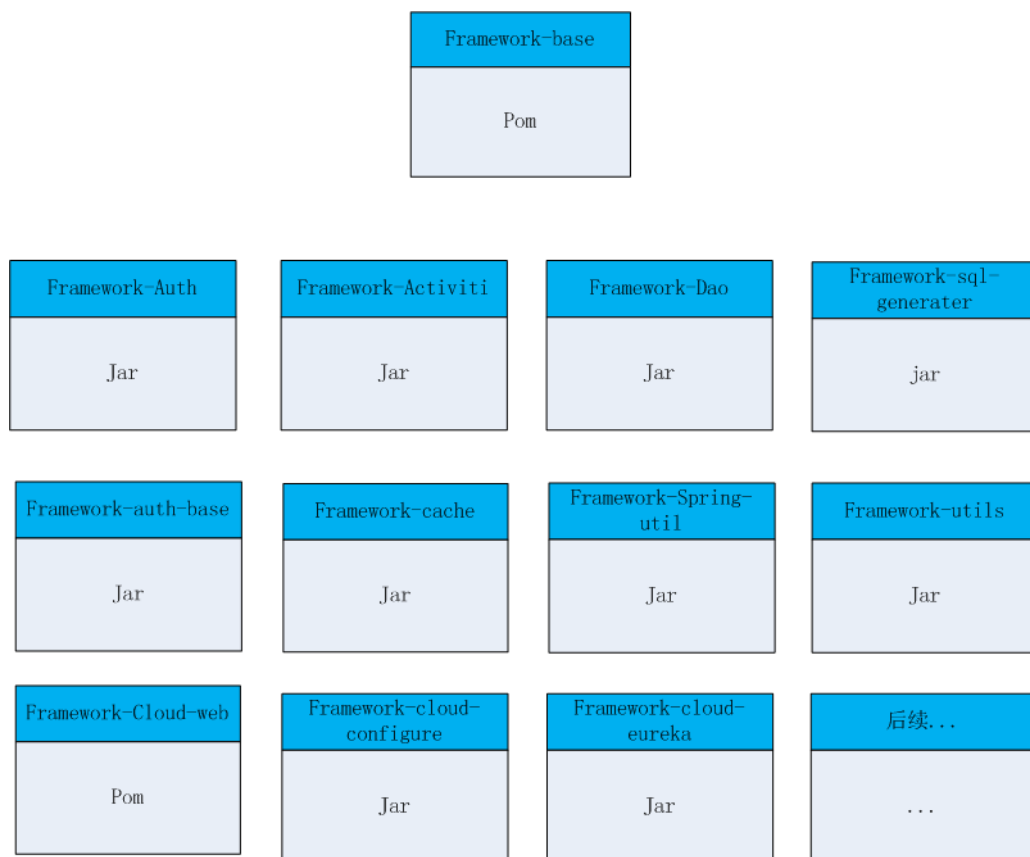 Framework-base
Pom
Framework-Auth
Jar
Framework-Activiti
Jar
Framework-Dao
Jar
Framework-sql-
generater
jar
Framework-auth-base
Jar
Framework-cache
Jar
Framework-Spring-
util
Jar
Framework-utils
Jar
Framework-Cloud-web
Pom
Framework-cloud-
configure
Jar
Framework-cloud-
eureka
Jar
后续...
...